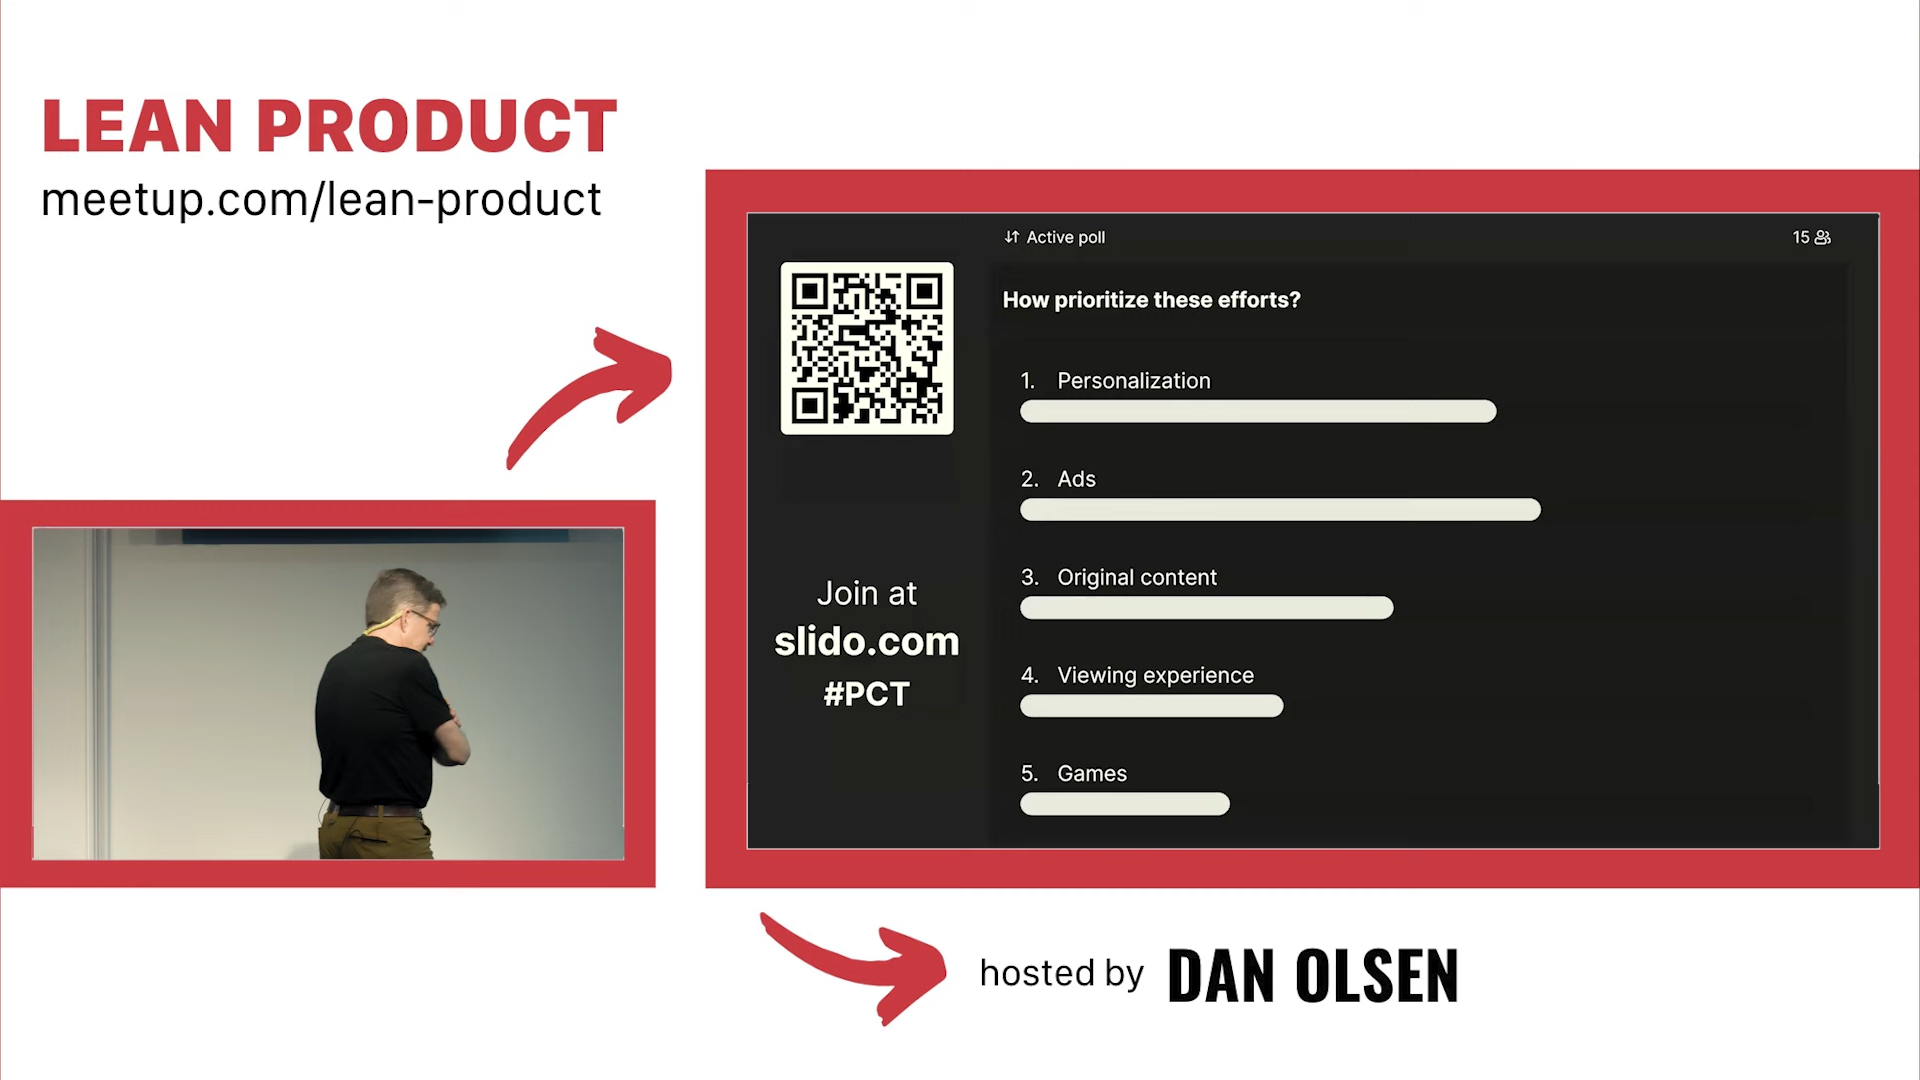 LEAN PRODUCT
meetup.com/lean-product
Active poll
15
How prioritize these efforts?
1. Personalization
2. Ads
3. Original content
4. Viewing experience
5. Games
Join at
slido.com
#PCT
hosted by DAN OLSEN